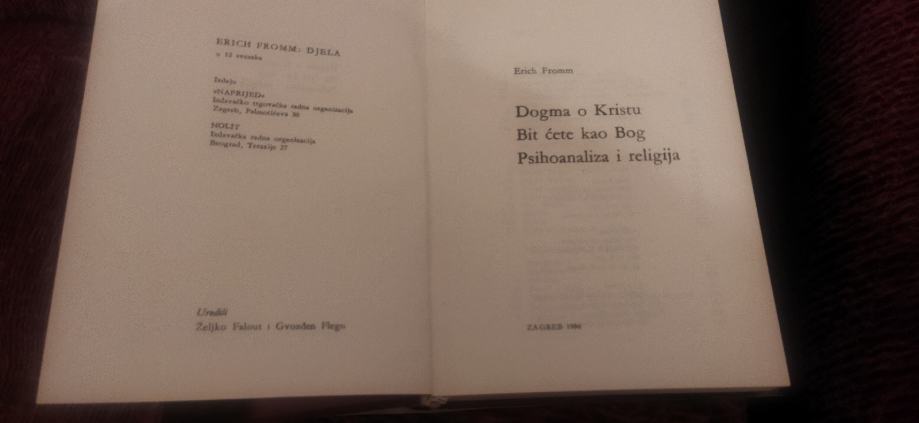 ERICH FROMM: DJELA
u 12 svezaka
Izdaju
»NAPRIJED«
Izdavačko trgovačka radna organizacija
Zagreb, Palmotićeva 30
NOLIT
Izdavačka radna organizacija
Beograd, Terazije 27
Uredili
Željko Falout i Gvozden Flego
Erich Fromm
Dogma o Kristu
Bit ćete kao Bog
Psihoanaliza i religija
ZAGREB